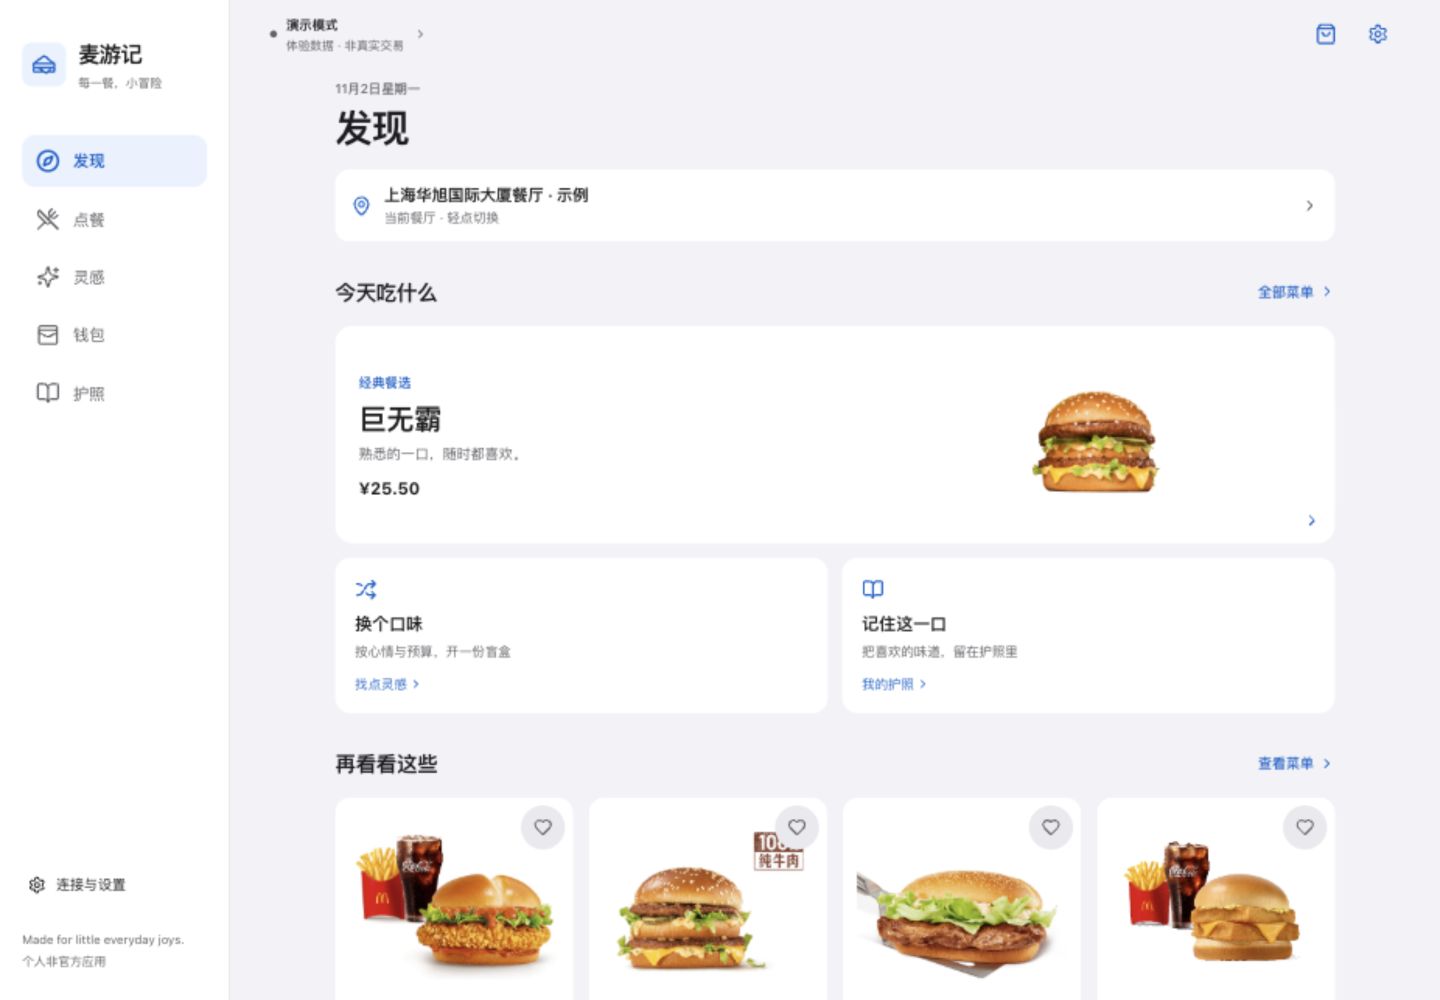 麦游记
每一餐，小冒险
发现
点餐
灵感
钱包
护照
连接与设置
Made for little everyday joys.
个人非官方应用
演示模式
体验数据 · 非真实交易
11月2日星期一
发现
上海华旭国际大厦餐厅 · 示例
当前餐厅 · 轻点切换
今天吃什么
全部菜单
经典餐选
巨无霸
熟悉的一口，随时都喜欢。
¥25.50
换个口味
按心情与预算，开一份盲盒
找点灵感
记住这一口
把喜欢的味道，留在护照里
我的护照
再看看这些
查看菜单
纯牛肉